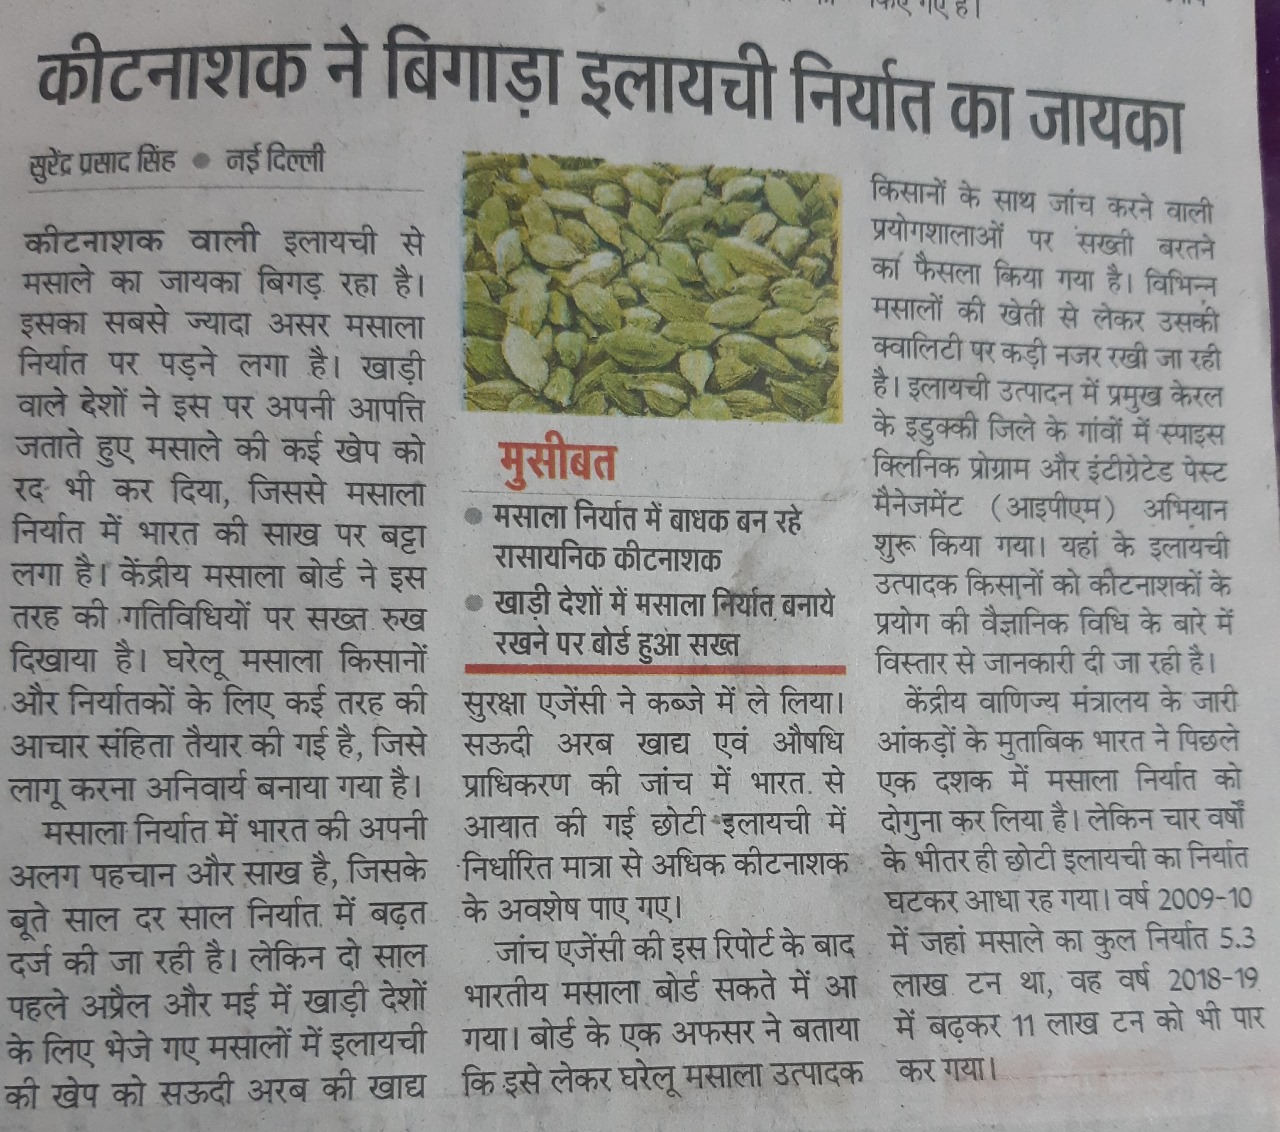 किए गए हैं।
कीटनाशक ने बिगाड़ा इलायची निर्यात का जायका
सुरेंद्र प्रसाद सिंह ● नई दिल्ली
कीटनाशक वाली इलायची से
मसाले का जायका बिगड़ रहा है।
इसका सबसे ज्यादा असर मसाला
निर्यात पर पड़ने लगा है। खाड़ी
वाले देशों ने इस पर अपनी आपत्ति
जताते हुए मसाले की कई खेप को
रद भी कर दिया, जिससे मसाला
निर्यात में भारत की साख पर बट्टा
लगा है। केंद्रीय मसाला बोर्ड ने इस
तरह की गतिविधियों पर सख्त रुख
दिखाया है। घरेलू मसाला किसानों
और निर्यातकों के लिए कई तरह की
आचार संहिता तैयार की गई है, जिसे
लागू करना अनिवार्य बनाया गया है।
मसाला निर्यात में भारत की अपनी
अलग पहचान और साख है, जिसके
बूते साल दर साल निर्यात में बढ़त
दर्ज की जा रही है। लेकिन दो साल
पहले अप्रैल और मई में खाड़ी देशों
के लिए भेजे गए मसालों में इलायची
की खेप को सऊदी अरब की खाद्य
मुसीबत
● मसाला निर्यात में बाधक बन रहे
रासायनिक कीटनाशक
● खाड़ी देशों में मसाला निर्यात बनाये
रखने पर बोर्ड हुआ सख्त
सुरक्षा एजेंसी ने कब्जे में ले लिया।
सऊदी अरब खाद्य एवं औषधि
प्राधिकरण की जांच में भारत से
आयात की गई छोटी इलायची में
निर्धारित मात्रा से अधिक कीटनाशक
के अवशेष पाए गए।
जांच एजेंसी की इस रिपोर्ट के बाद
भारतीय मसाला बोर्ड सकते में आ
गया। बोर्ड के एक अफसर ने बताया
कि इसे लेकर घरेलू मसाला उत्पादक
किसानों के साथ जांच करने वाली
प्रयोगशालाओं पर सख्ती बरतने
का फैसला किया गया है। विभिन्न
मसालों की खेती से लेकर उसकी
क्वालिटी पर कड़ी नजर रखी जा रही
है। इलायची उत्पादन में प्रमुख केरल
के इडुक्की जिले के गांवों में स्पाइस
क्लिनिक प्रोग्राम और इंटीग्रेटेड पेस्ट
मैनेजमेंट (आइपीएम) अभियान
शुरू किया गया। यहां के इलायची
उत्पादक किसानों को कीटनाशकों के
प्रयोग की वैज्ञानिक विधि के बारे में
विस्तार से जानकारी दी जा रही है।
केंद्रीय वाणिज्य मंत्रालय के जारी
आंकड़ों के मुताबिक भारत ने पिछले
एक दशक में मसाला निर्यात को
दोगुना कर लिया है। लेकिन चार वर्षों
के भीतर ही छोटी इलायची का निर्यात
घटकर आधा रह गया। वर्ष 2009-10
में जहां मसाले का कुल निर्यात 5.3
लाख टन था, वह वर्ष 2018-19
में बढ़कर 11 लाख टन को भी पार
कर गया।